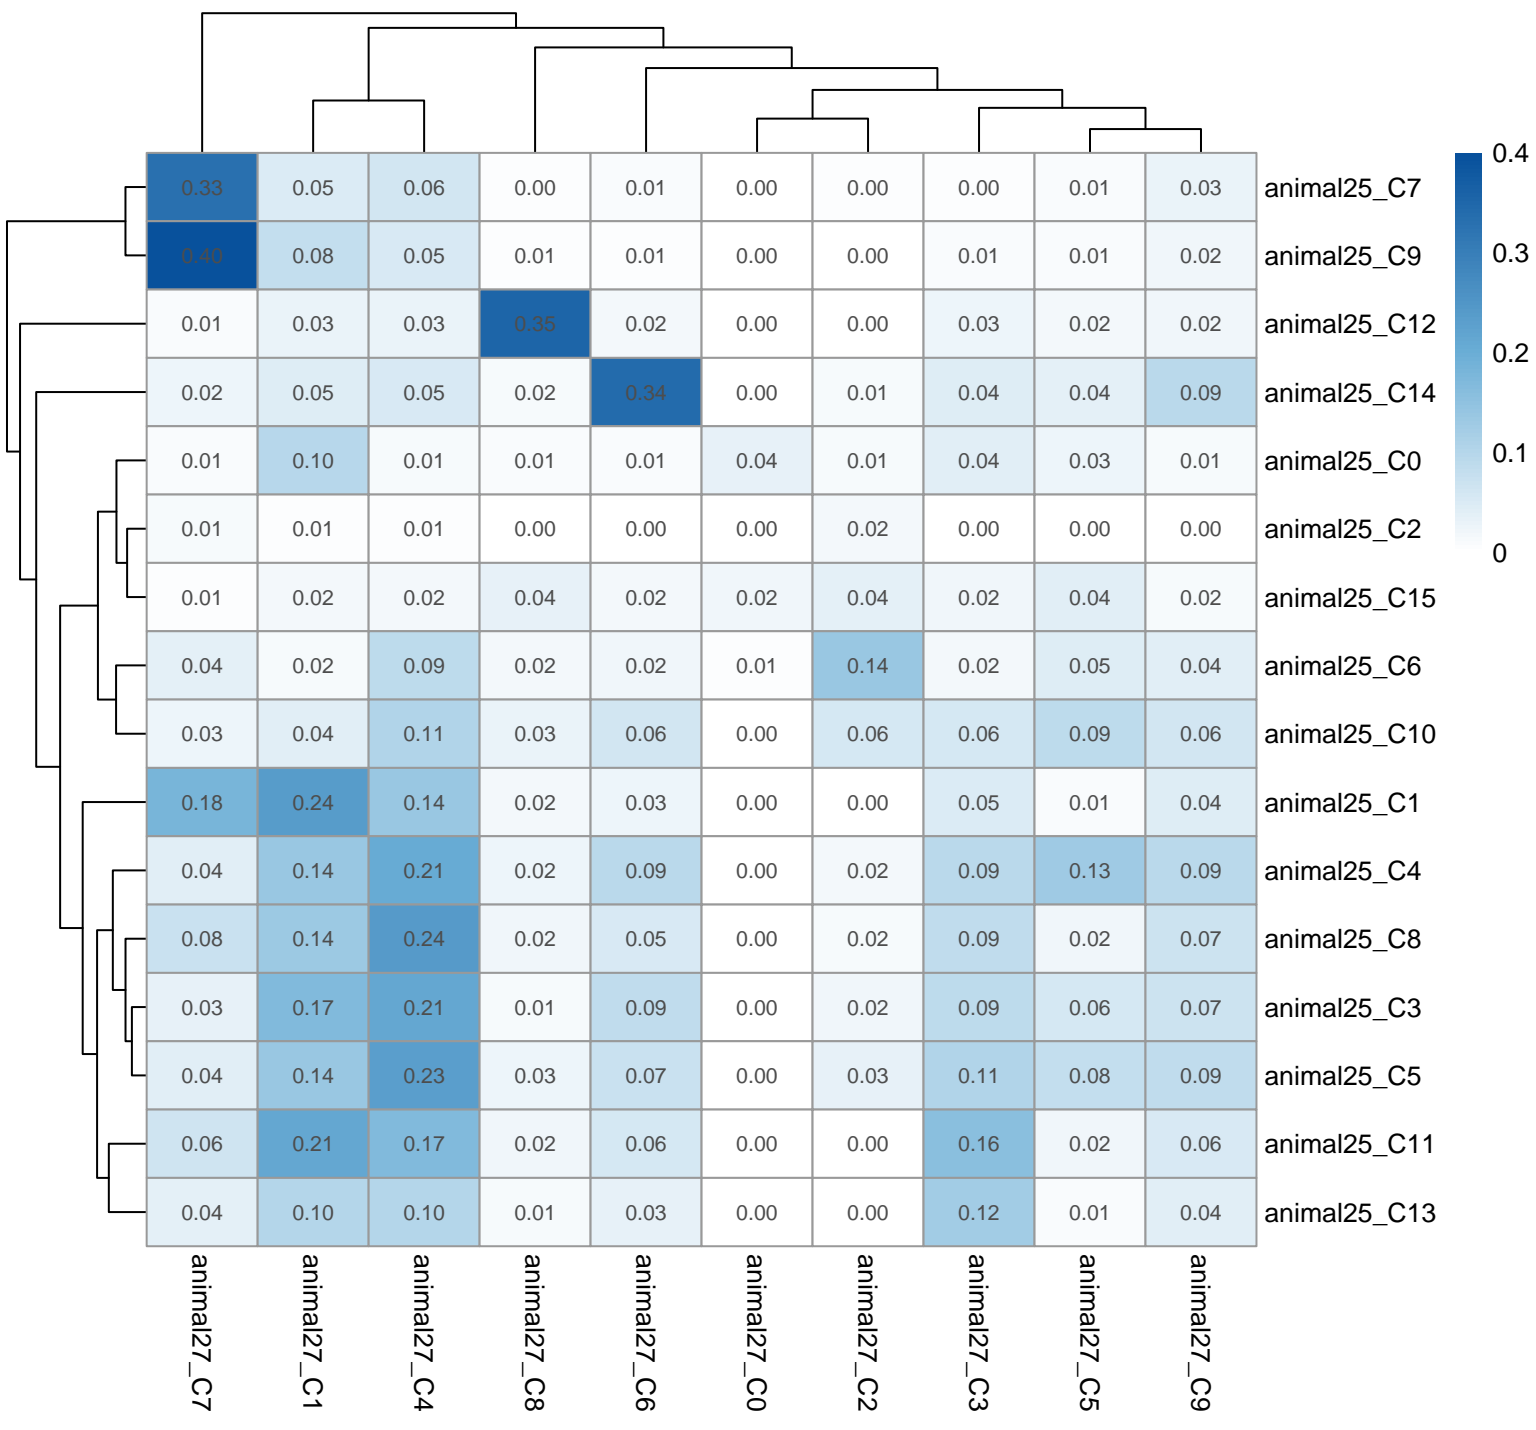 0.33 0.05 0.06 0.00 0.01 0.00 0.00 0.00 0.01 0.03 animal25_C7
0.40 0.08 0.05 0.01 0.01 0.00 0.00 0.01 0.01 0.02 animal25_C9
0.01 0.03 0.03 0.35 0.02 0.00 0.00 0.03 0.02 0.02 animal25_C12
0.02 0.05 0.05 0.02 0.34 0.00 0.01 0.04 0.04 0.09 animal25_C14
0.01 0.10 0.01 0.01 0.01 0.04 0.01 0.04 0.03 0.01 animal25_C0
0.01 0.01 0.01 0.00 0.00 0.00 0.02 0.00 0.00 0.00 animal25_C2
0.01 0.02 0.02 0.04 0.02 0.02 0.04 0.02 0.04 0.02 animal25_C15
0.04 0.02 0.09 0.02 0.02 0.01 0.14 0.02 0.05 0.04 animal25_C6
0.03 0.04 0.11 0.03 0.06 0.00 0.06 0.06 0.09 0.06 animal25_C10
0.18 0.24 0.14 0.02 0.03 0.00 0.00 0.05 0.01 0.04 animal25_C1
0.04 0.14 0.21 0.02 0.09 0.00 0.02 0.09 0.13 0.09 animal25_C4
0.08 0.14 0.24 0.02 0.05 0.00 0.02 0.09 0.02 0.07 animal25_C8
0.03 0.17 0.21 0.01 0.09 0.00 0.02 0.09 0.06 0.07 animal25_C3
0.04 0.14 0.23 0.03 0.07 0.00 0.03 0.11 0.08 0.09 animal25_C5
0.06 0.21 0.17 0.02 0.06 0.00 0.00 0.16 0.02 0.06 animal25_C11
0.04 0.10 0.10 0.01 0.03 0.00 0.00 0.12 0.01 0.04 animal25_C13
animal27_C7
animal27_C1
animal27_C4
animal27_C8
animal27_C6
animal27_C0
animal27_C2
animal27_C3
animal27_C5
animal27_C9
0.4
0.3
0.2
0.1
0